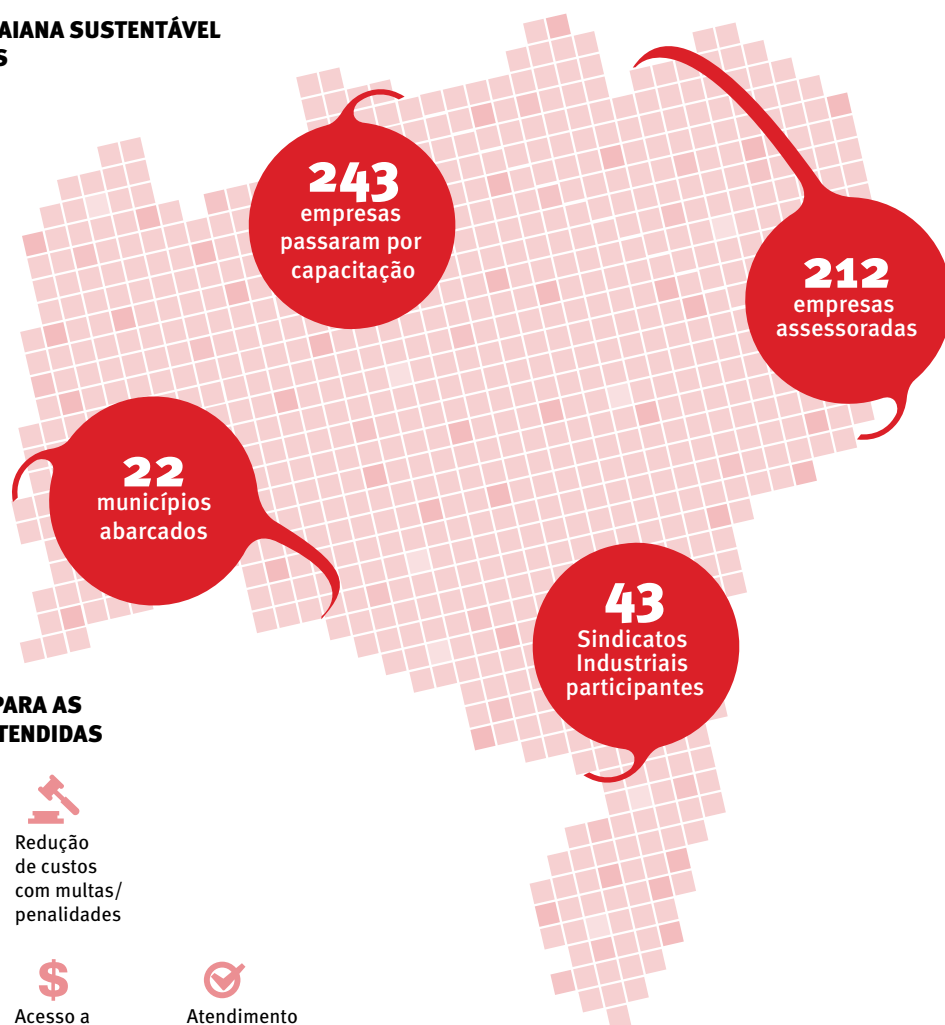 AIANA SUSTENTÁVEL
S
243
empresas
passaram por
capacitação
212
empresas
assessoradas
22
municípios
abarcados
43
Sindicatos
Industriais
participantes
PARA AS
TENDIDAS
Redução
de custos
com multas/
penalidades
$
Acesso a
Atendimento